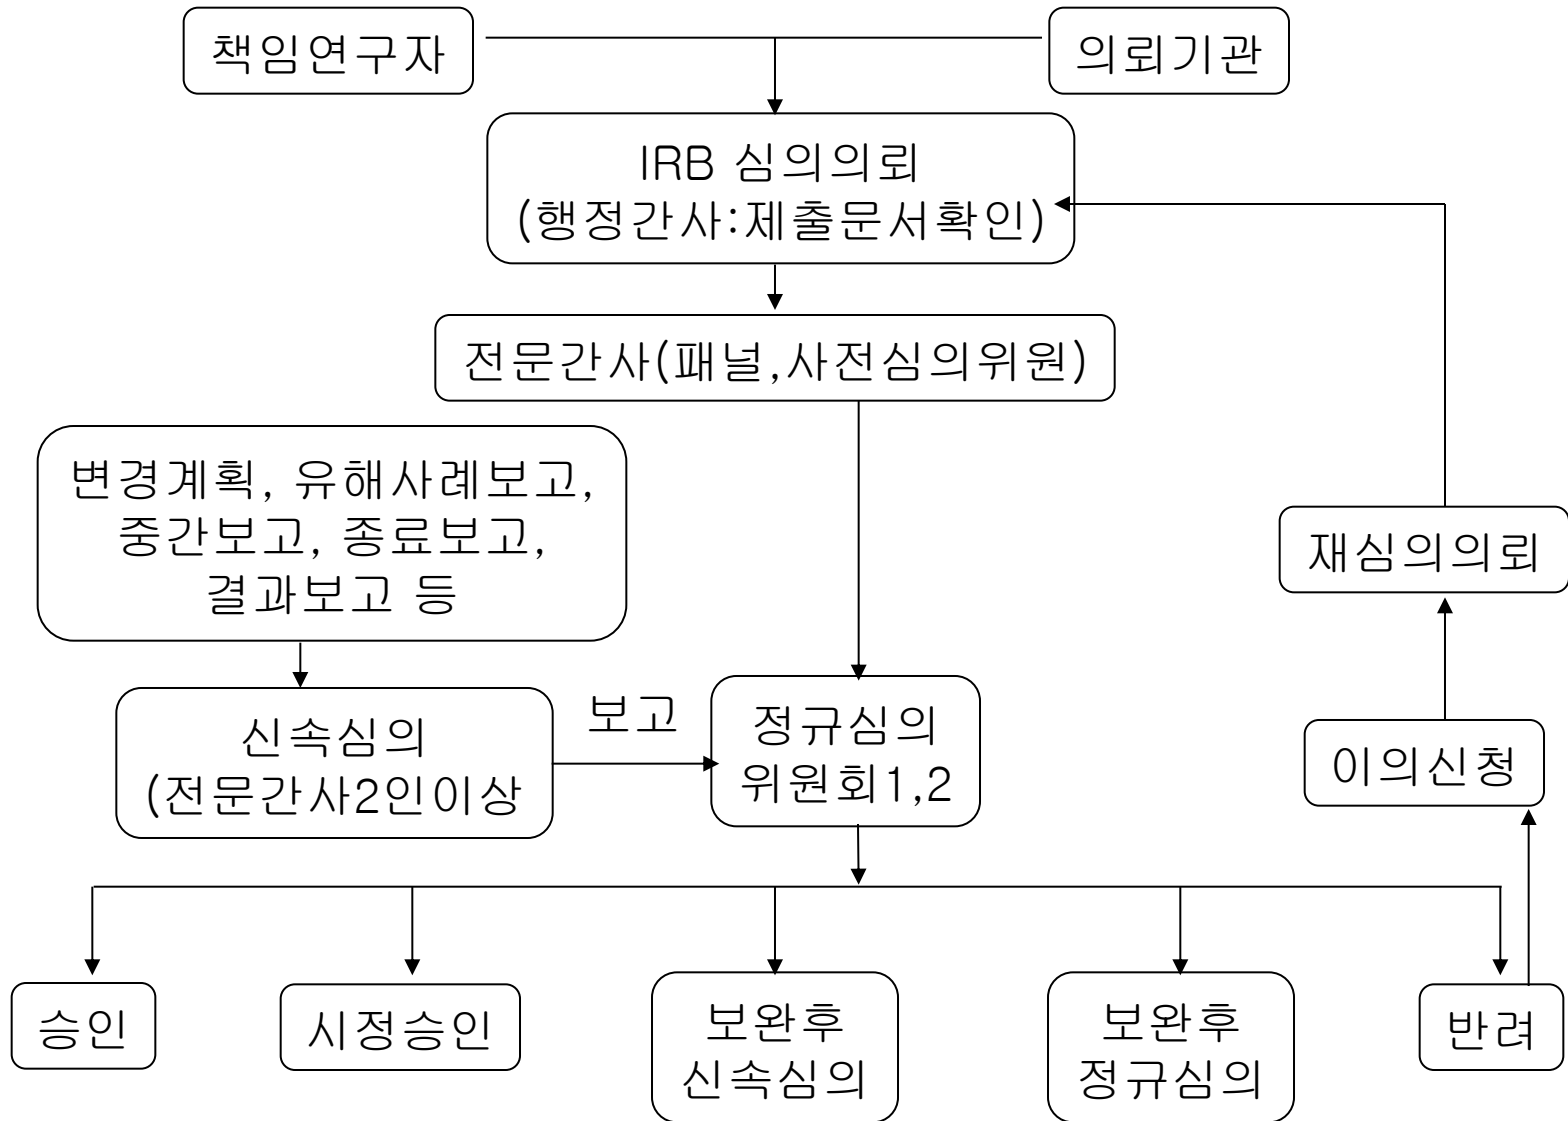 책임연구자
의뢰기관
IRB 심의의뢰
(행정간사:제출문서확인)
전문간사(패널,사전심의위원)
변경계획, 유해사례보고,
중간보고, 종료보고,
결과보고 등
재심의의뢰
신속심의
(전문간사2인이상
보고
정규심의
위원회1,2
이의신청
승인
시정승인
보완후
신속심의
보완후
정규심의
반려